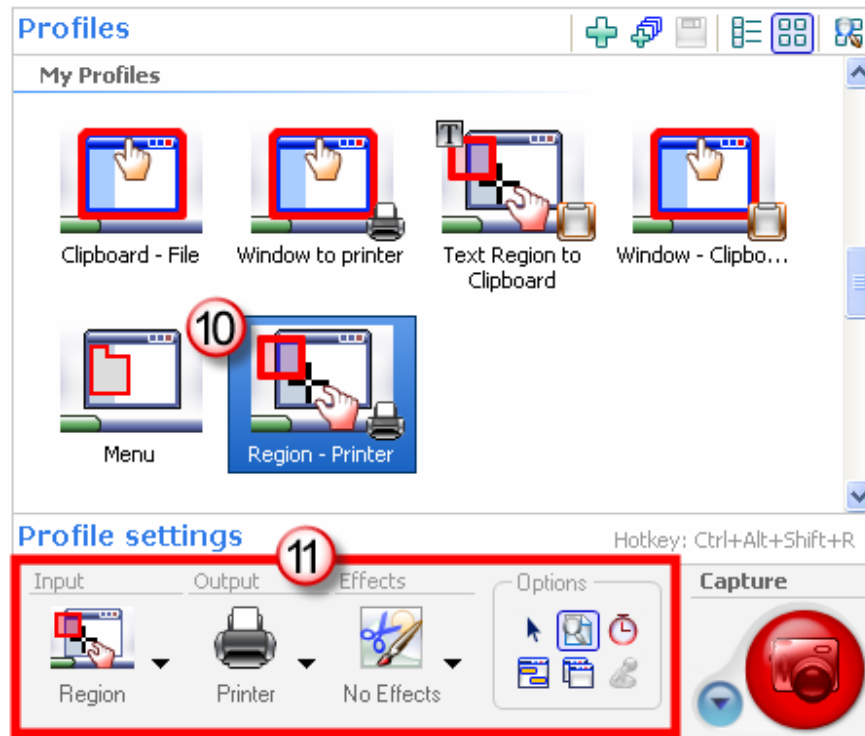 Profiles
My Profiles
T
Clipboard - File
Window to printer
Text Region to
Clipboard
Window - Clipbo...
10
Menu
Region - Printer
Profile settings
Hotkey: Ctrl+Alt+Shift+R
11
Input
Output
Effects
Options
Capture
Region
Printer
No Effects